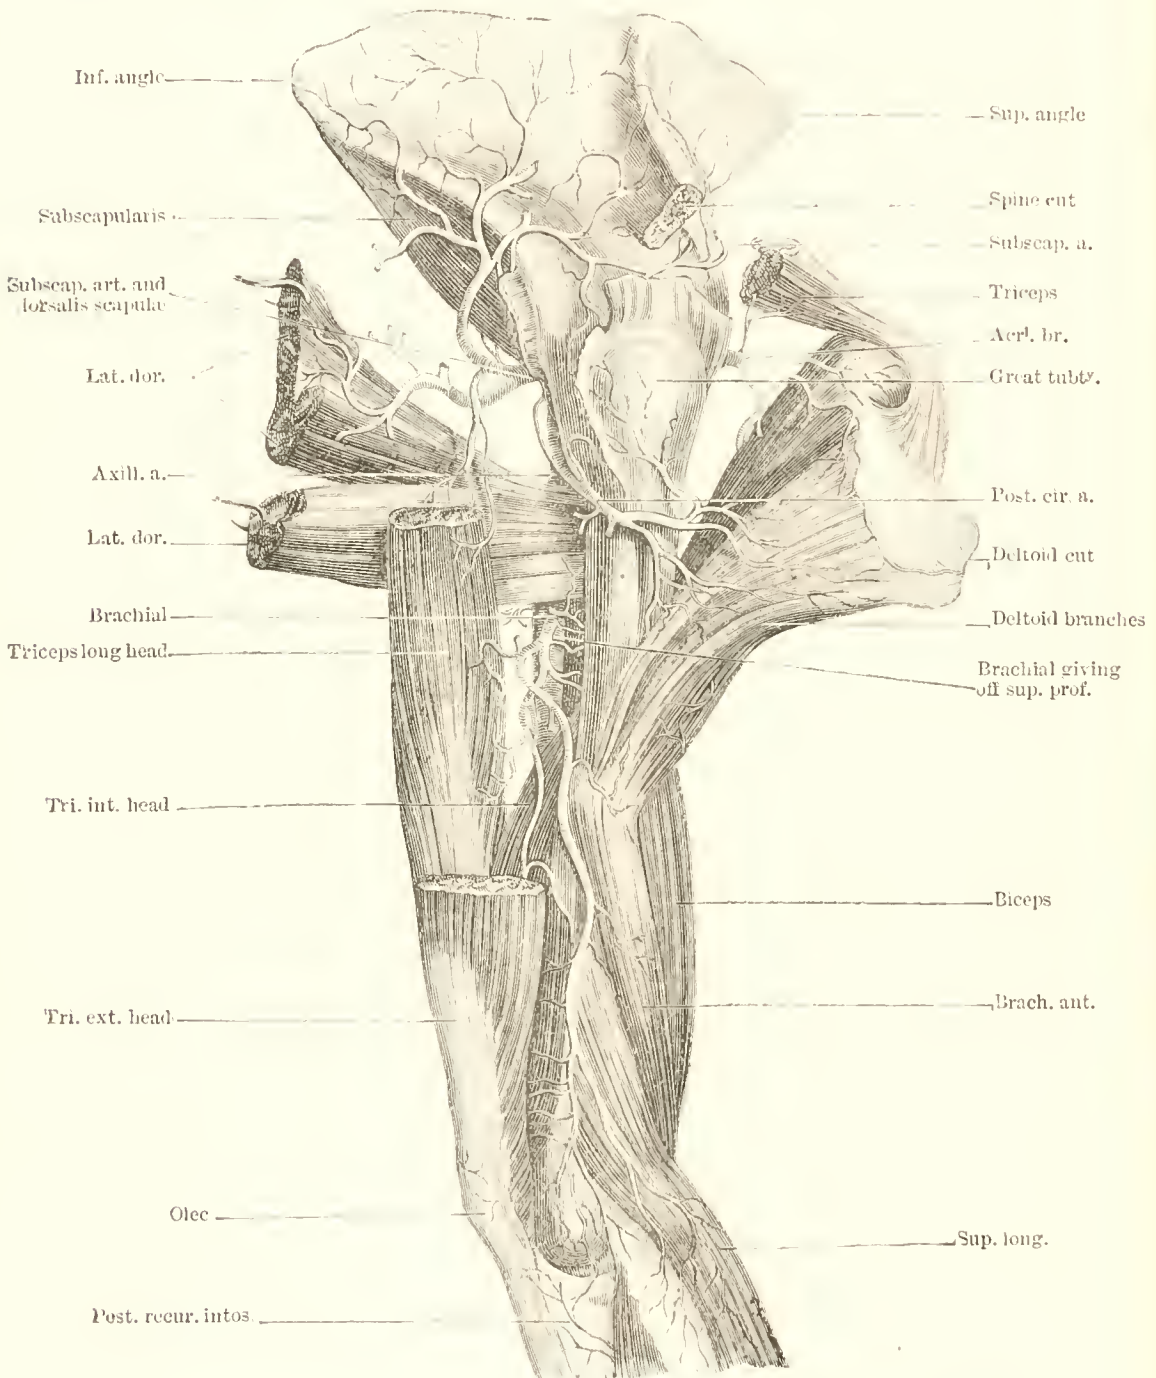 Inf. angle
Subscapularis
Subscap. art. and
dorsalis scapulæ
Lat. dor.
Axill. a.
Lat. dor.
Brachial
Triceps long head.
Tri. int. head
Tri. ext. head
Olec
Post. recur. intos
Sup. angle
Spine cut
Subscap. a.
Triceps
Acrl. br.
Great tubty.
Post. cir. a.
Deltoid cut
Deltoid branches
Brachial giving
off sup. prof.
Biceps
Brach. ant.
Sup. long.